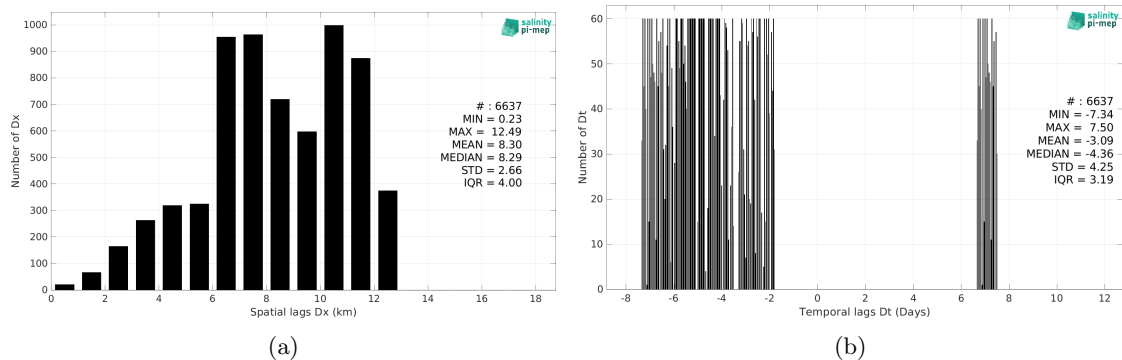 1000
900
800
700
600
500
400
300
200
100
0
Number of Dx
0 2 4 6 8 10 12 14 16 18
Spatial lags Dx (km)
salinity
pi-mep
# : 6637
MIN = 0.23
MAX = 12.49
MEAN = 8.30
MEDIAN = 8.29
STD = 2.66
IQR = 4.00
(a)
60
50
40
30
20
10
0
Number of Dt
-8 -6 -4 -2 0 2 4 6 8 10 12
Temporal lags Dt (Days)
salinity
pi-mep
# : 6637
MIN = -7.34
MAX = 7.50
MEAN = -3.09
MEDIAN = -4.36
STD = 4.25
IQR = 3.19
(b)